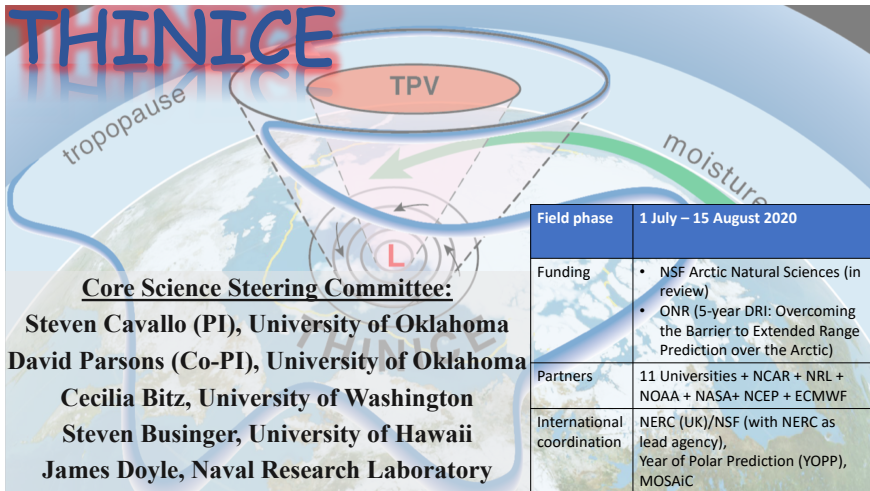 THINICE
TPV
tropopause
moisture
L
THINICE
Core Science Steering Committee:
Steven Cavallo (PI), University of Oklahoma
David Parsons (Co-PI), University of Oklahoma
Cecilia Bitz, University of Washington
Steven Businger, University of Hawaii
James Doyle, Naval Research Laboratory
Field phase 1 July – 15 August 2020
Funding • NSF Arctic Natural Sciences (in
review)
• ONR (5-year DRI: Overcoming
the Barrier to Extended Range
Prediction over the Arctic)
Partners 11 Universities + NCAR + NRL +
NOAA + NASA+ NCEP + ECMWF
International NERC (UK)/NSF (with NERC as
coordination lead agency),
Year of Polar Prediction (YOPP),
MOSAiC